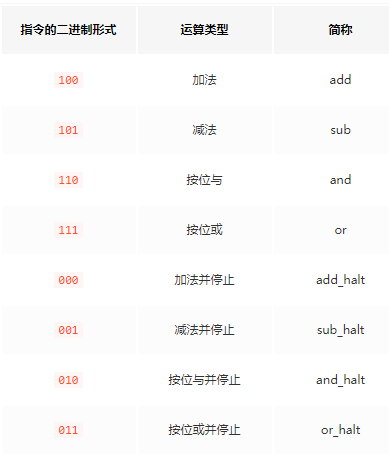 指令的二进制形式 运算类型 简称
100 加法 add
101 减法 sub
110 按位与 and
111 按位或 or
000 加法并停止 add_halt
001 减法并停止 sub_halt
010 按位与并停止 and_halt
011 按位或并停止 or_halt